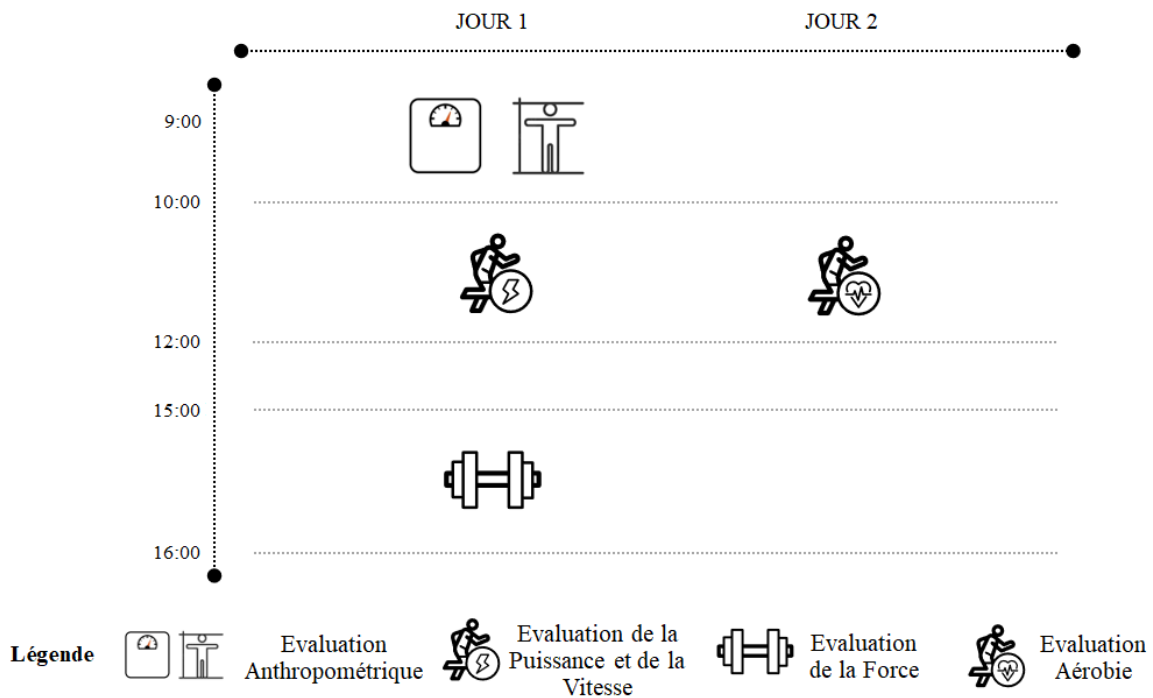 JOUR 1
JOUR 2
9:00
10:00
12:00
15:00
16:00
Légende
Evaluation
Anthropométrique
Evaluation de la
Puissance et de la
Vitesse
Evaluation
de la Force
Evaluation
Aérobie